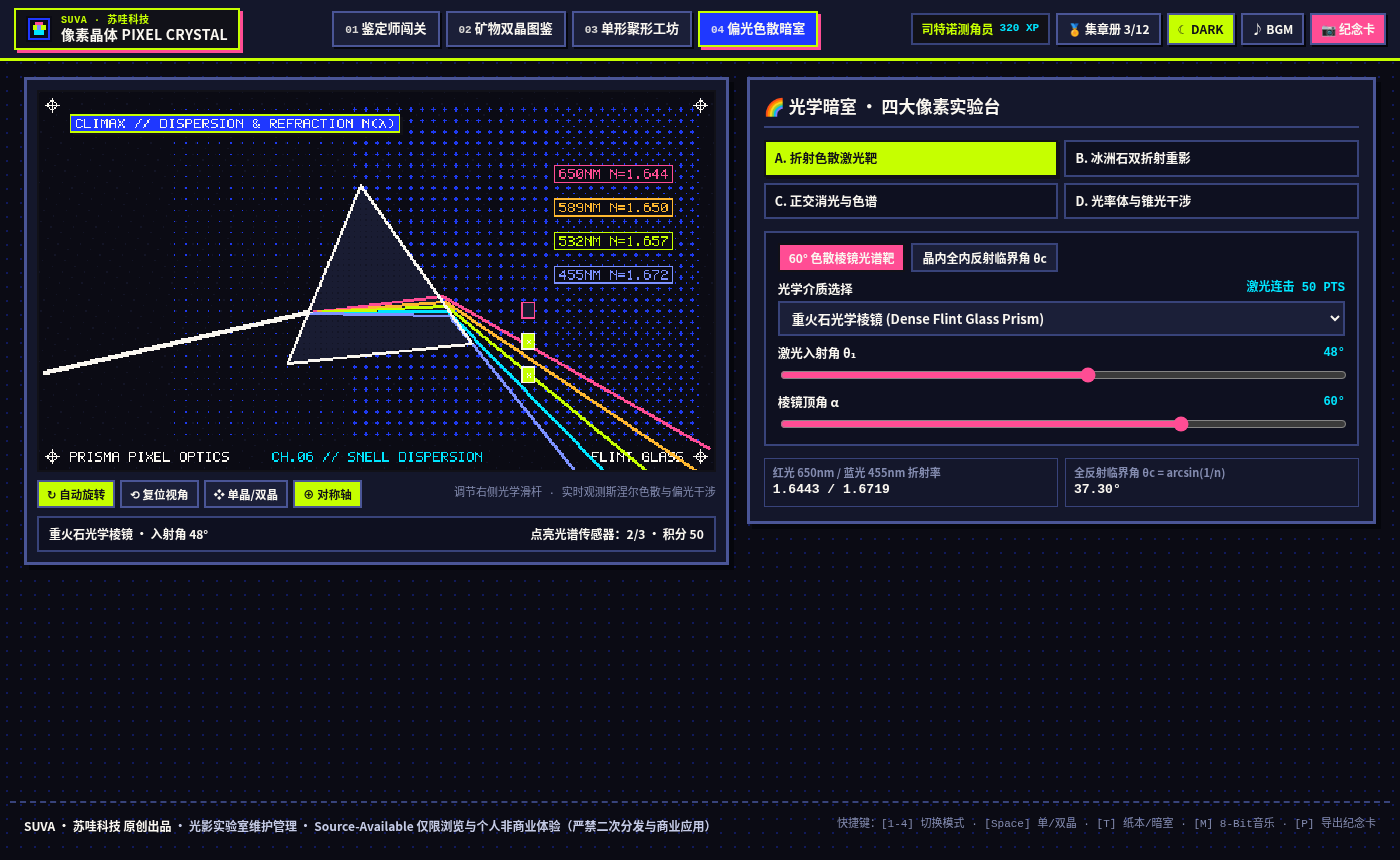 SUVA · 苏哇科技
像素晶体 PIXEL CRYSTAL
01 鉴定师闯关
02 矿物双晶图鉴
03 单形聚形工坊
04 偏光色散暗室
司特诺测角员 320 XP
🏅 集章册 3/12
☾ DARK
♪ BGM
📷 纪念卡
CLIMAX // DISPERSION & REFRACTION N(λ)
650NM N=1.644
589NM N=1.650
532NM N=1.657
455NM N=1.672
PRISMA PIXEL OPTICS
CH.06 // SNELL DISPERSION
FLINT GLASS
↻ 自动旋转
⟲ 复位视角
❖ 单晶/双晶
⊕ 对称轴
调节右侧光学滑杆 · 实时观测斯涅尔色散与偏光干涉
重火石光学棱镜 · 入射角 48°
点亮光谱传感器：2/3 · 积分 50
🌈 光学暗室 · 四大像素实验台
A. 折射色散激光靶
B. 冰洲石双折射重影
C. 正交消光与色谱
D. 光率体与锥光干涉
60° 色散棱镜光谱靶
晶内全内反射临界角 θc
光学介质选择
激光连击 50 PTS
重火石光学棱镜 (Dense Flint Glass Prism)
激光入射角 θ₁
48°
棱镜顶角 α
60°
红光 650nm / 蓝光 455nm 折射率
1.6443 / 1.6719
全反射临界角 θc = arcsin(1/n)
37.30°
SUVA · 苏哇科技 原创出品 · 光影实验室维护管理 · Source-Available 仅限浏览与个人非商业体验（严禁二次分发与商业应用）
快捷键：[1-4] 切换模式 · [Space] 单/双晶 · [T] 纸本/暗室 · [M] 8-Bit音乐 · [P] 导出纪念卡